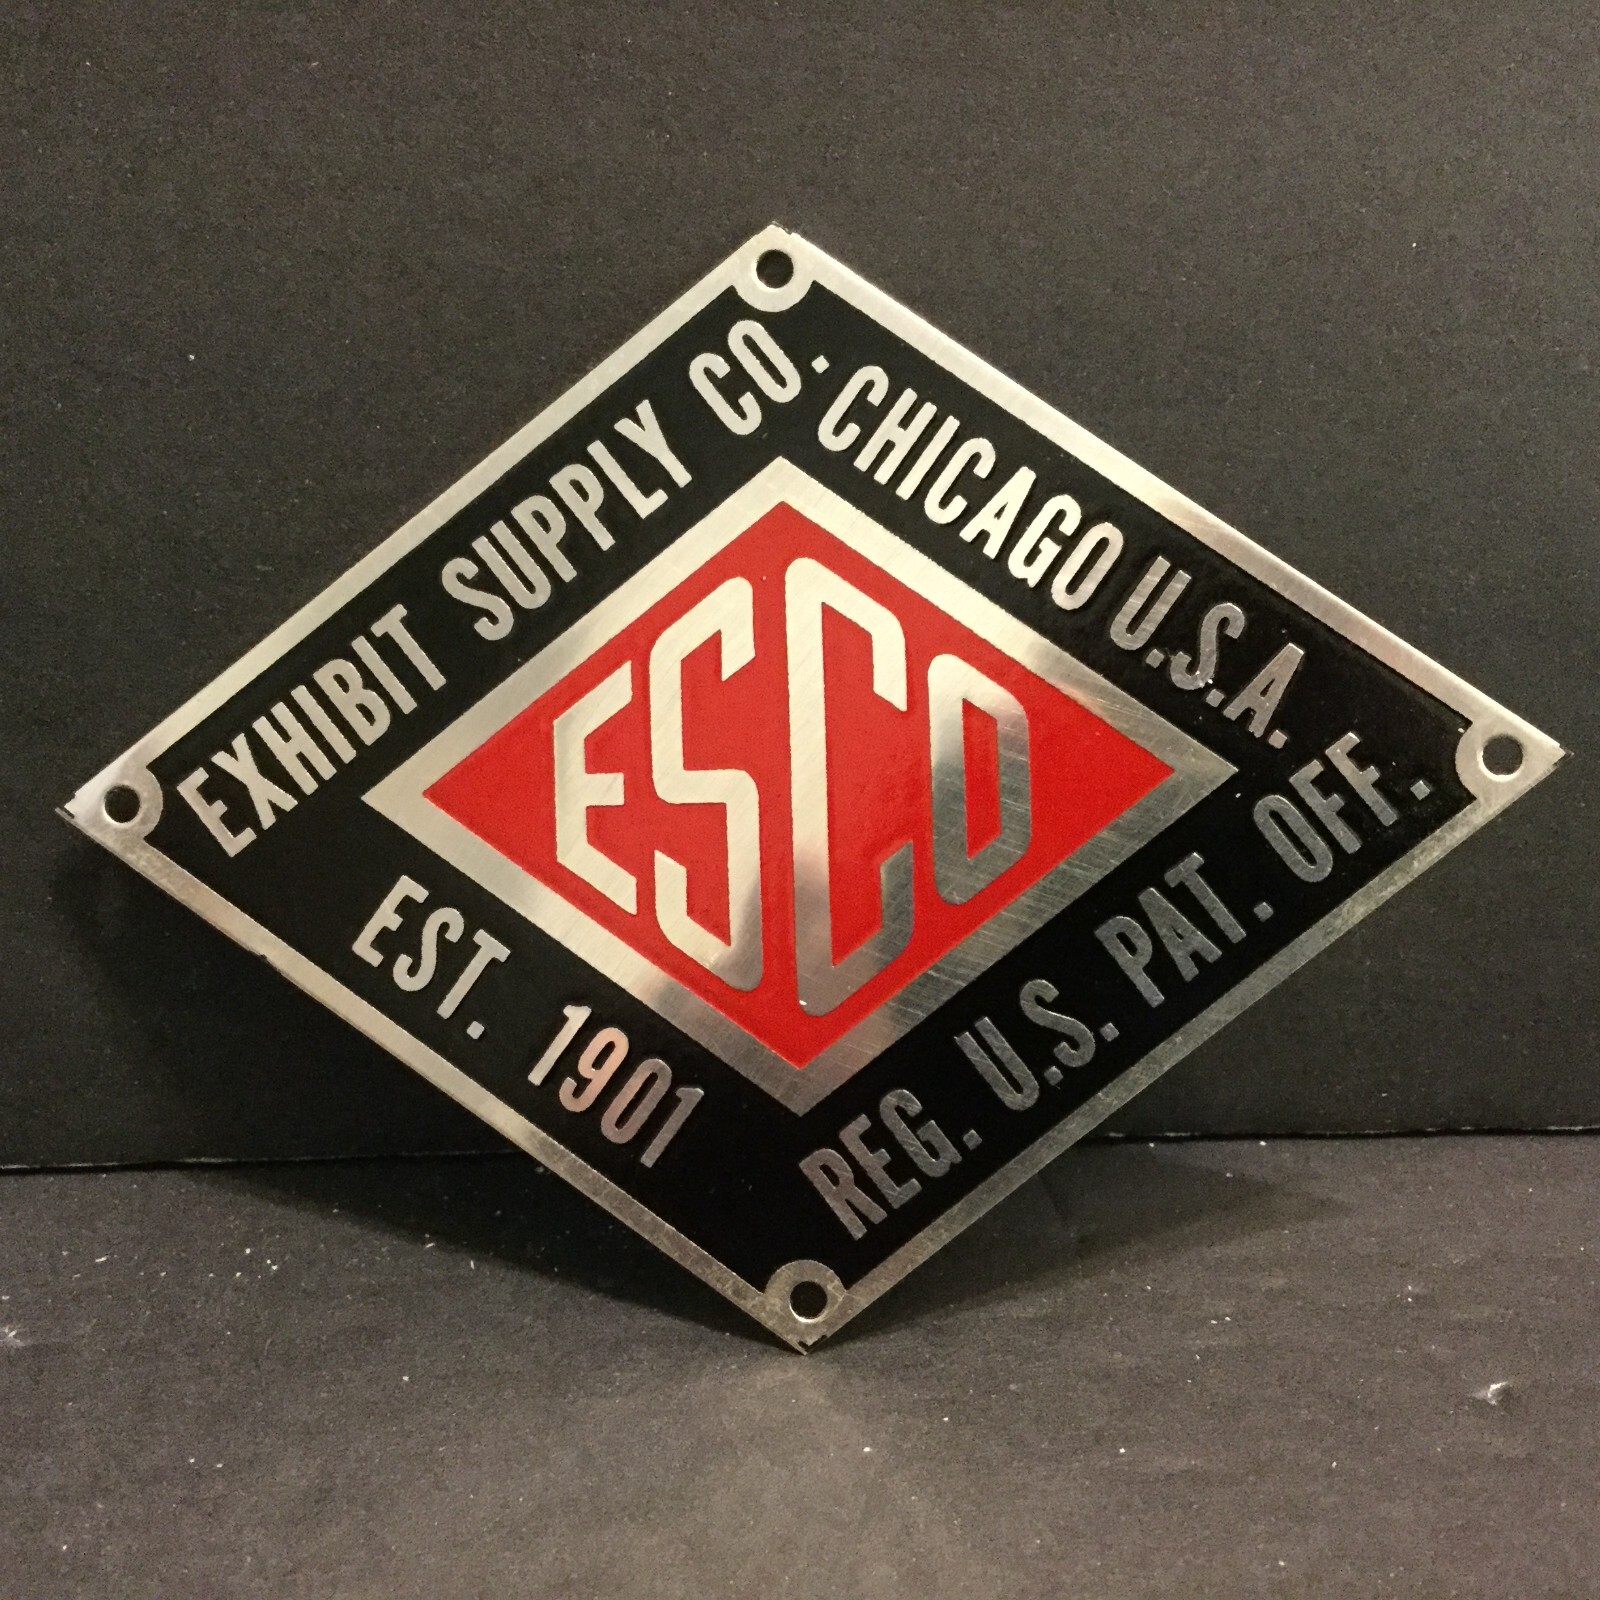 EXHIBIT SUPPLY CO. CHICAGO U.S.A.
ESCO
EST. 1901
REG. U.S. PAT. OFF.